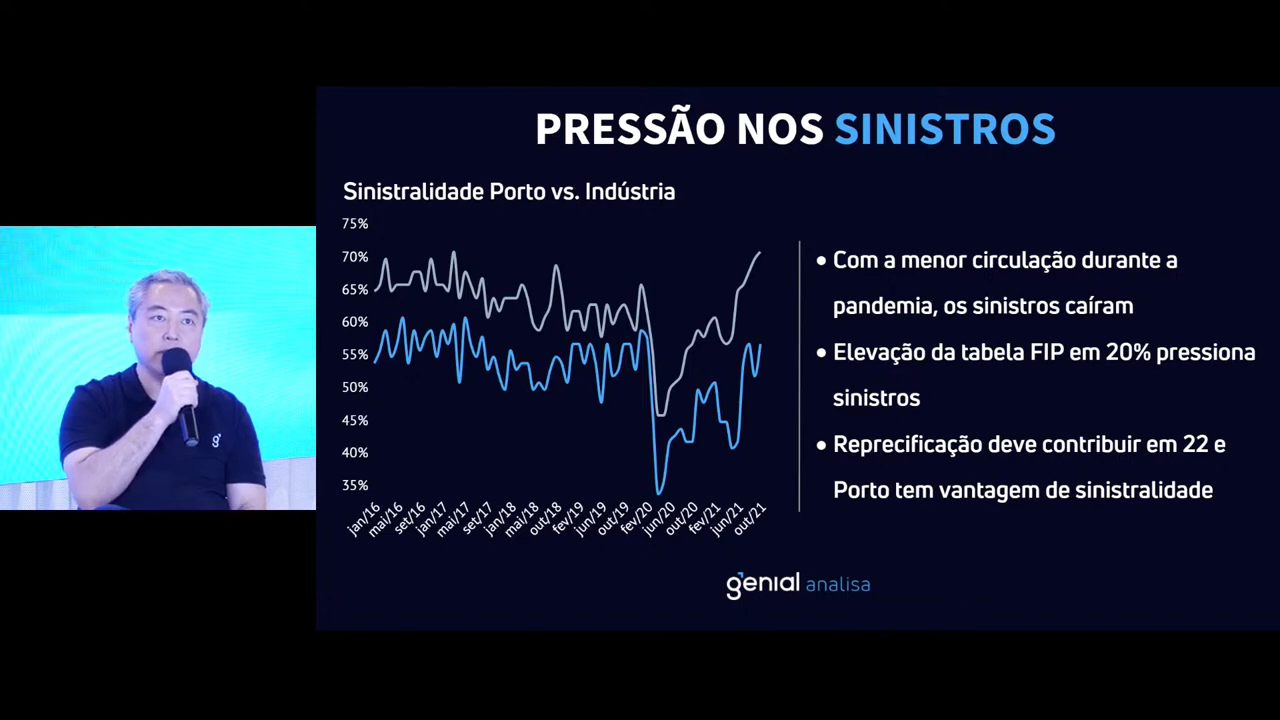 PRESSÃO NOS SINISTROS
Sinistralidade Porto vs. Indústria
75%
70%
65%
60%
55%
50%
45%
40%
35%
jan/16
mai/16
set/16
jan/17
mai/17
set/17
jan/18
mai/18
out/18
fev/19
jun/19
out/19
fev/20
jun/20
out/20
fev/21
jun/21
out/21
• Com a menor circulação durante a
pandemia, os sinistros caíram
• Elevação da tabela FIP em 20% pressiona
sinistros
• Reprecificação deve contribuir em 22 e
Porto tem vantagem de sinistralidade
genial analisa